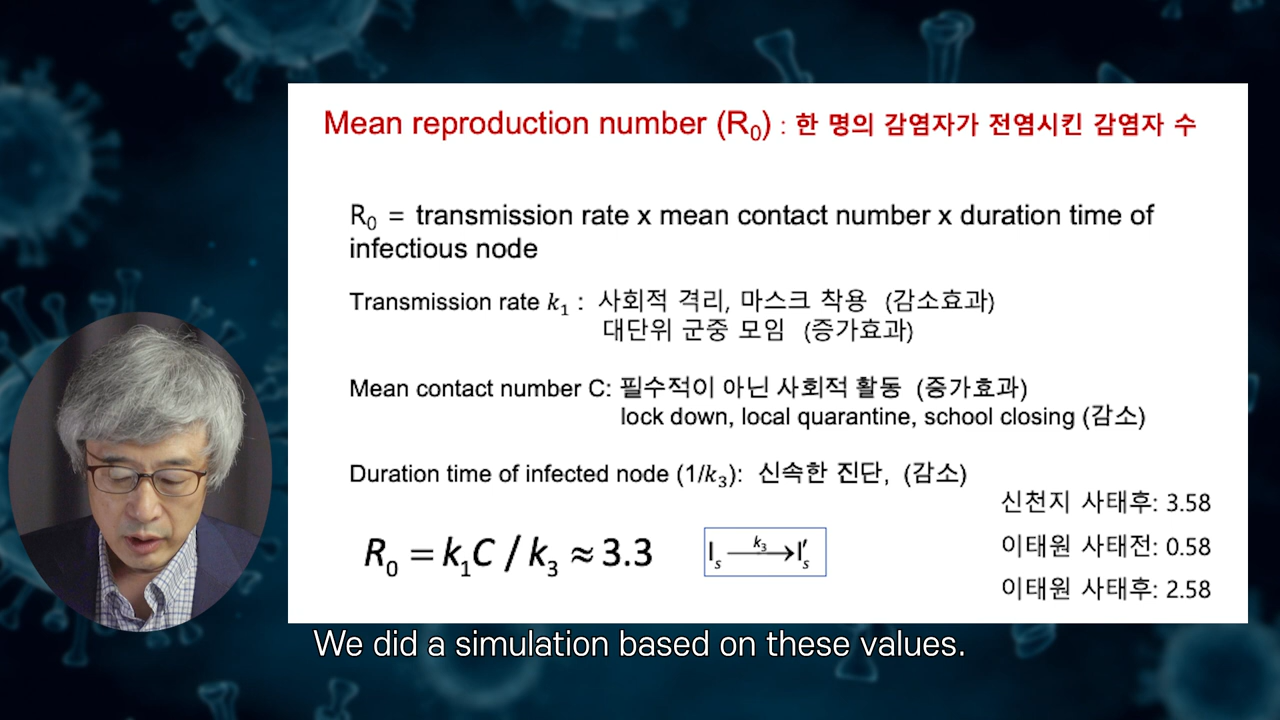 Mean reproduction number (R₀) : 한 명의 감염자가 전염시킨 감염자 수
R₀ = transmission rate x mean contact number x duration time of
infectious node
Transmission rate k₁ : 사회적 격리, 마스크 착용 (감소효과)
대단위 군중 모임 (증가효과)
Mean contact number C: 필수적이 아닌 사회적 활동 (증가효과)
lock down, local quarantine, school closing (감소)
Duration time of infected node (1/k₃): 신속한 진단, (감소)
신천지 사태후: 3.58
R₀ = k₁C / k₃ ≈ 3.3
Iₛ k₃ → I′ₛ
이태원 사태전: 0.58
이태원 사태후: 2.58
We did a simulation based on these values.